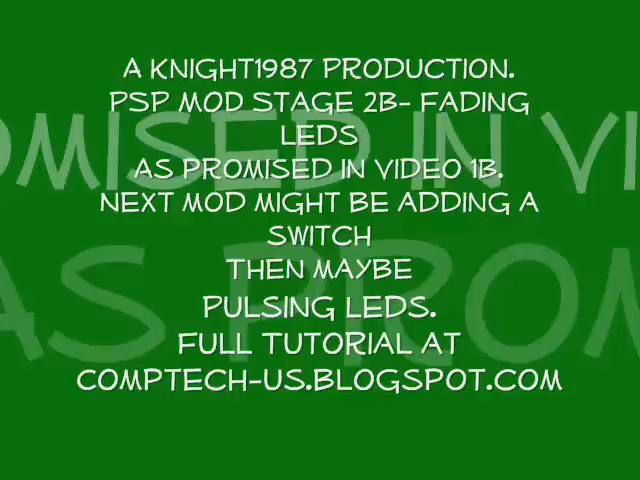 A KNIGHT1987 PRODUCTION.
PSP MOD STAGE 2B- FADING
LEDS
AS PROMISED IN VIDEO 1B.
NEXT MOD MIGHT BE ADDING A
SWITCH
THEN MAYBE
PULSING LEDS.
FULL TUTORIAL AT
COMPTECH-US.BLOGSPOT.COM